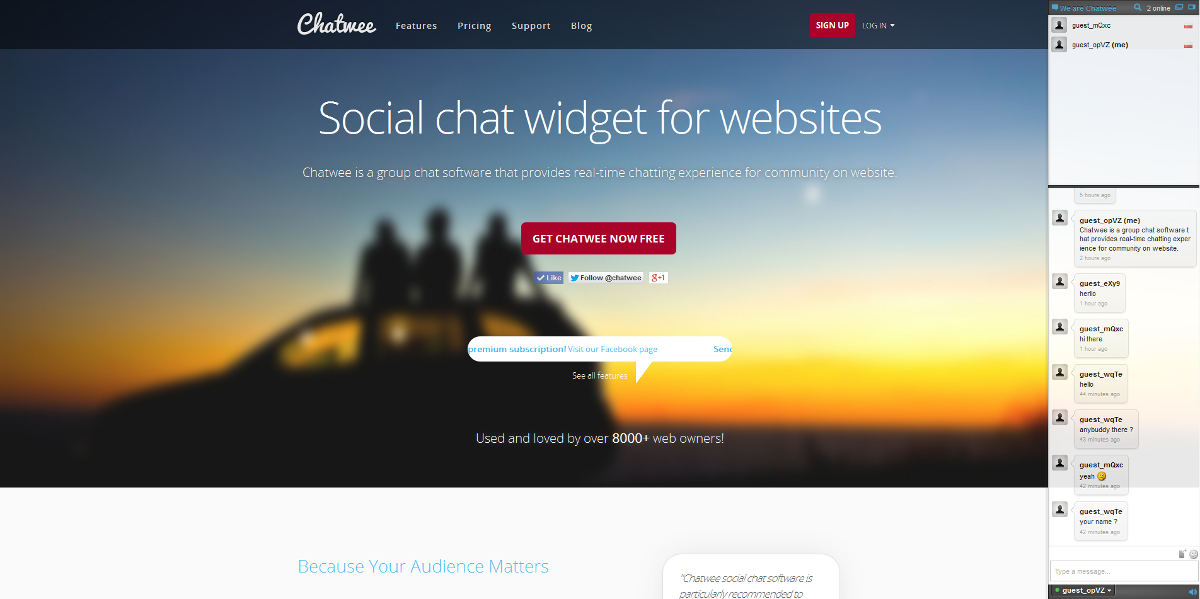 Chatwee
Features
Pricing
Support
Blog
SIGN UP
LOG IN
Social chat widget for websites
Chatwee is a group chat software that provides real-time chatting experience for community on website.
GET CHATWEE NOW FREE
Like
Follow @chatwee
g+1
premium subscription!
Visit our Facebook page
Send
See all features
Used and loved by over 8000+ web owners!
Because Your Audience Matters
"Chatwee social chat software is
particularly recommended to
We are Chatwee
2 online
guest_mQxc
guest_opVZ (me)
5 hours ago
guest_opVZ (me)
Chatwee is a group chat software t
hat provides real-time chatting exper
ience for community on website.
2 hours ago
guest_eXy9
herllo
1 hour ago
guest_mQxc
hi there
1 hour ago
guest_wqTe
hello
44 minutes ago
guest_wqTe
anybuddy there ?
43 minutes ago
guest_mQxc
yeah
42 minutes ago
guest_wqTe
your name ?
42 minutes ago
Type a message...
guest_opVZ